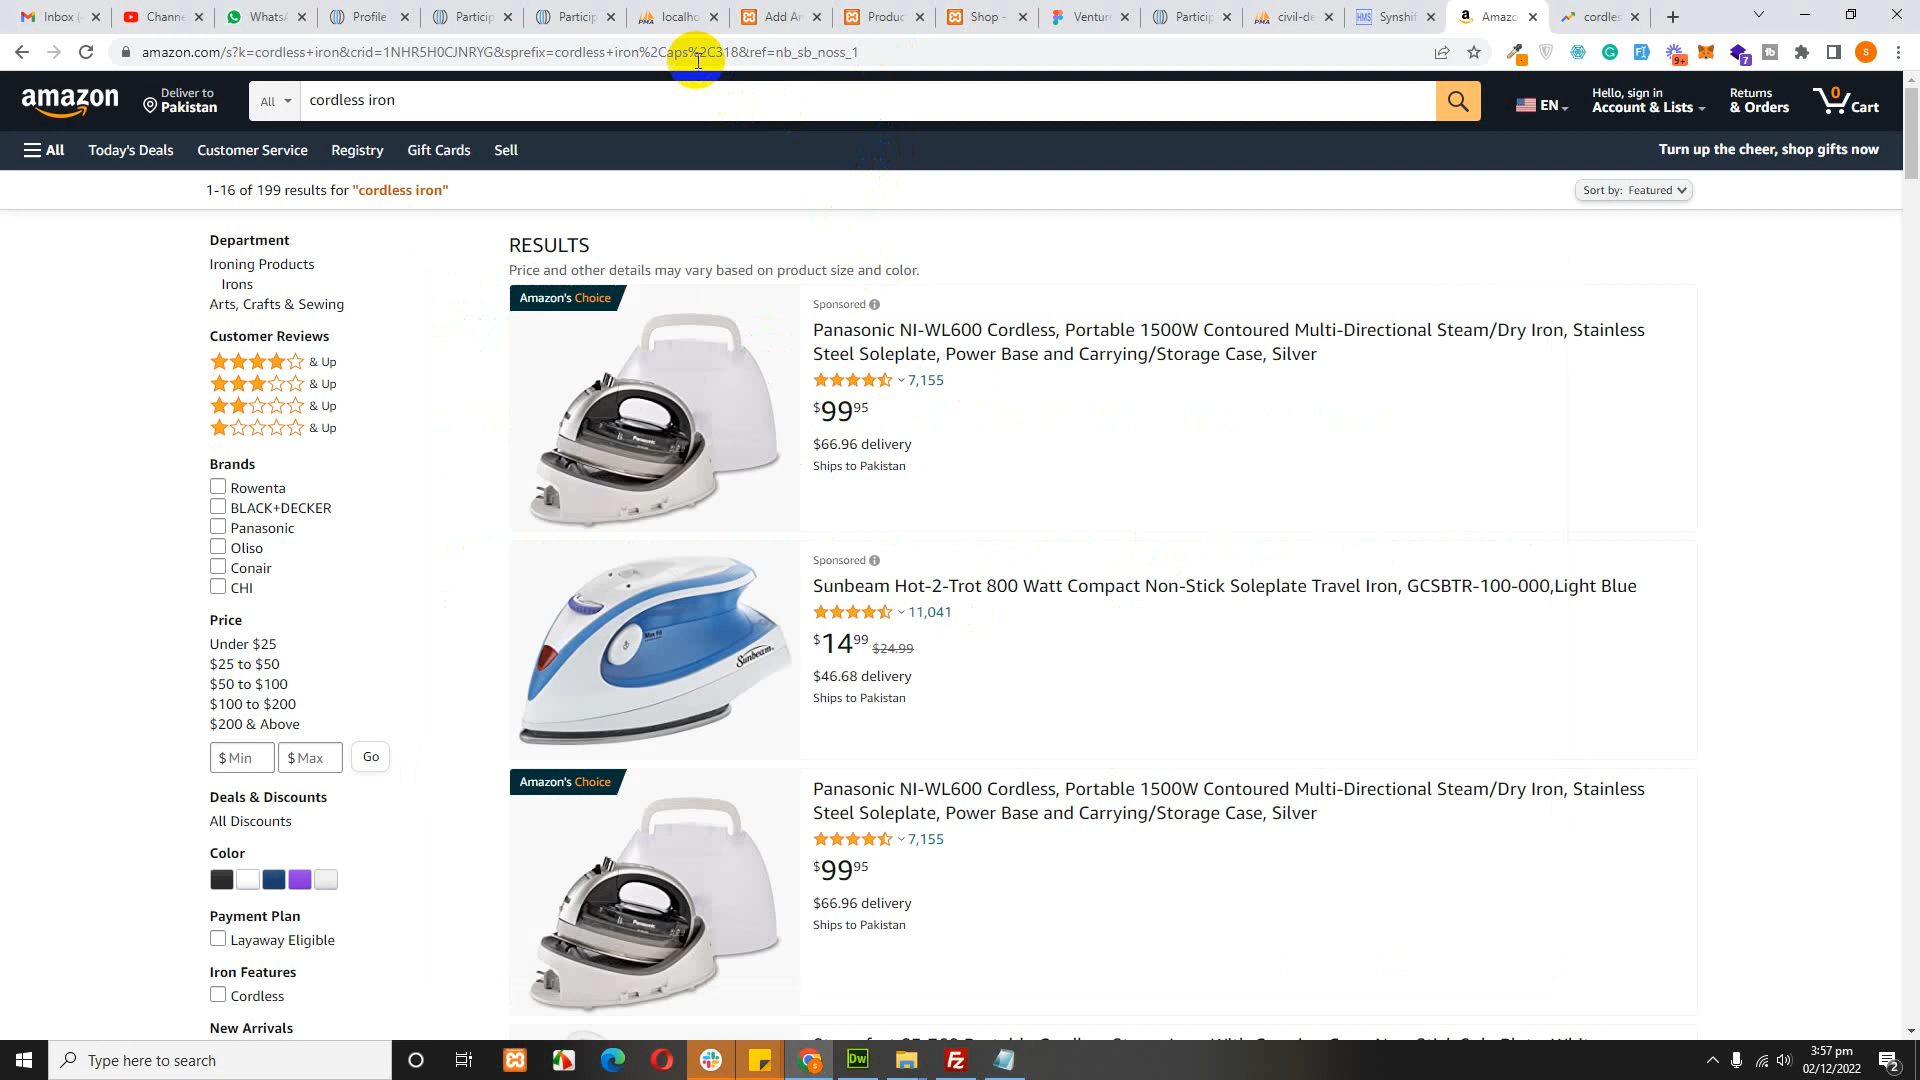 Inbox (
Channe
WhatsA
Profile
Particip
Particip
localho
Add An
Produc
Shop -
Ventur
Particip
civil-de
Synshif
Amazo
cordles
amazon.com/s?k=cordless+iron&crid=1NHR5H0CJNRYG&sprefix=cordless+iron%2Caps%2C318&ref=nb_sb_noss_1
amazon
Deliver to
Pakistan
All
cordless iron
EN
Hello, sign in
Account & Lists
Returns
& Orders
0
Cart
All
Today's Deals
Customer Service
Registry
Gift Cards
Sell
Turn up the cheer, shop gifts now
1-16 of 199 results for "cordless iron"
Sort by: Featured
Department
Ironing Products
Irons
Arts, Crafts & Sewing
Customer Reviews
& Up
& Up
& Up
& Up
Brands
Rowenta
BLACK+DECKER
Panasonic
Oliso
Conair
CHI
Price
Under $25
$25 to $50
$50 to $100
$100 to $200
$200 & Above
$ Min
$ Max
Go
Deals & Discounts
All Discounts
Color
Payment Plan
Layaway Eligible
Iron Features
Cordless
New Arrivals
RESULTS
Price and other details may vary based on product size and color.
Amazon's Choice
Sponsored
Panasonic NI-WL600 Cordless, Portable 1500W Contoured Multi-Directional Steam/Dry Iron, Stainless
Steel Soleplate, Power Base and Carrying/Storage Case, Silver
7,155
$99 95
$66.96 delivery
Ships to Pakistan
Sponsored
Sunbeam Hot-2-Trot 800 Watt Compact Non-Stick Soleplate Travel Iron, GCSBTR-100-000,Light Blue
11,041
$14 99 $24.99
$46.68 delivery
Ships to Pakistan
Sunbeam
Amazon's Choice
Panasonic NI-WL600 Cordless, Portable 1500W Contoured Multi-Directional Steam/Dry Iron, Stainless
Steel Soleplate, Power Base and Carrying/Storage Case, Silver
7,155
$99 95
$66.96 delivery
Ships to Pakistan
Type here to search
3:57 pm
02/12/2022